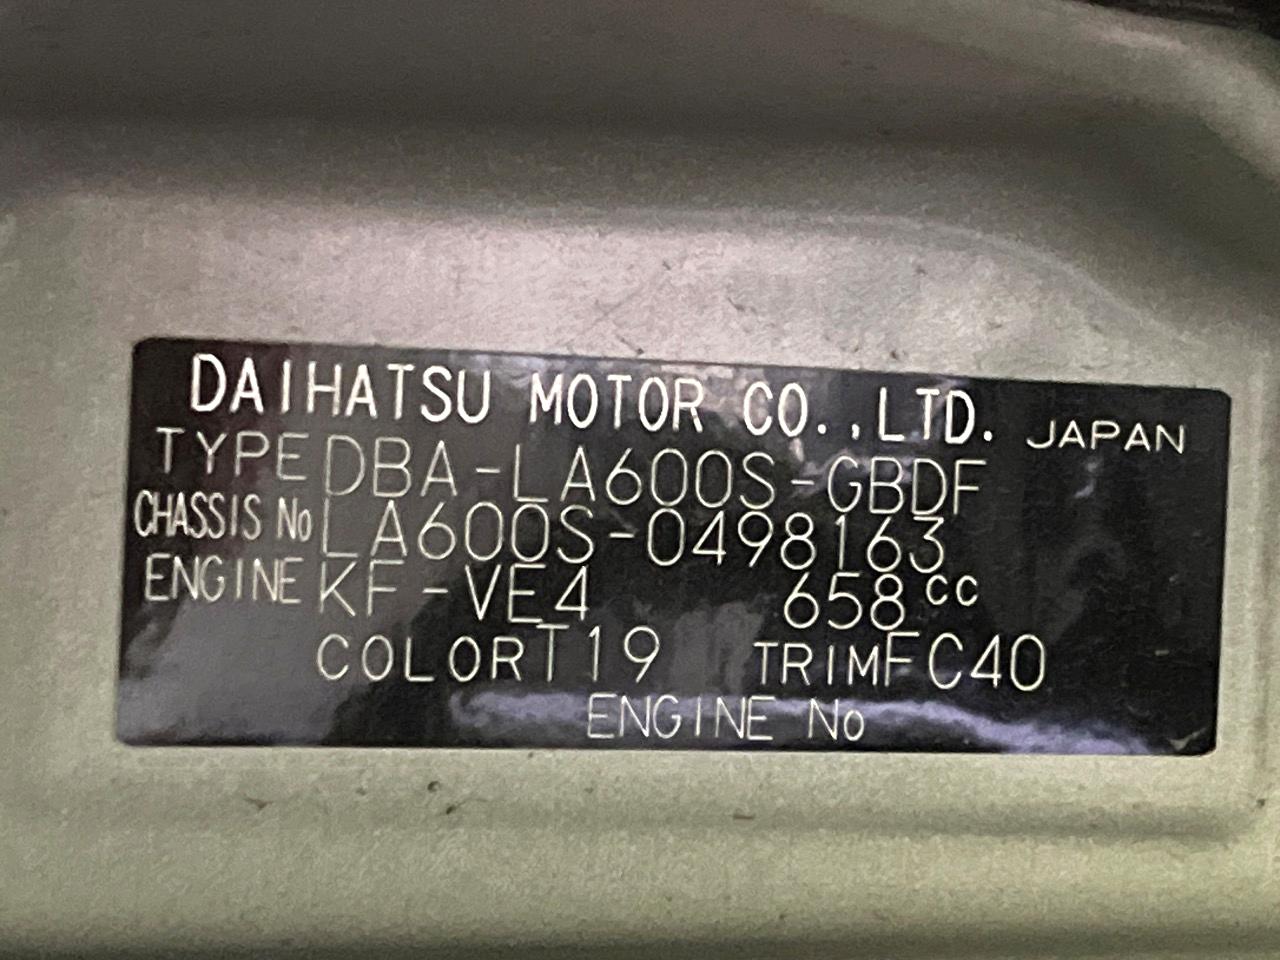 DAIHATSU MOTOR CO.,LTD. JAPAN
TYPE DBA-LA600S-GBDF
CHASSIS No LA600S-0498163
ENGINE KF-VE4 658cc
COLOR T19 TRIM FC40
ENGINE No